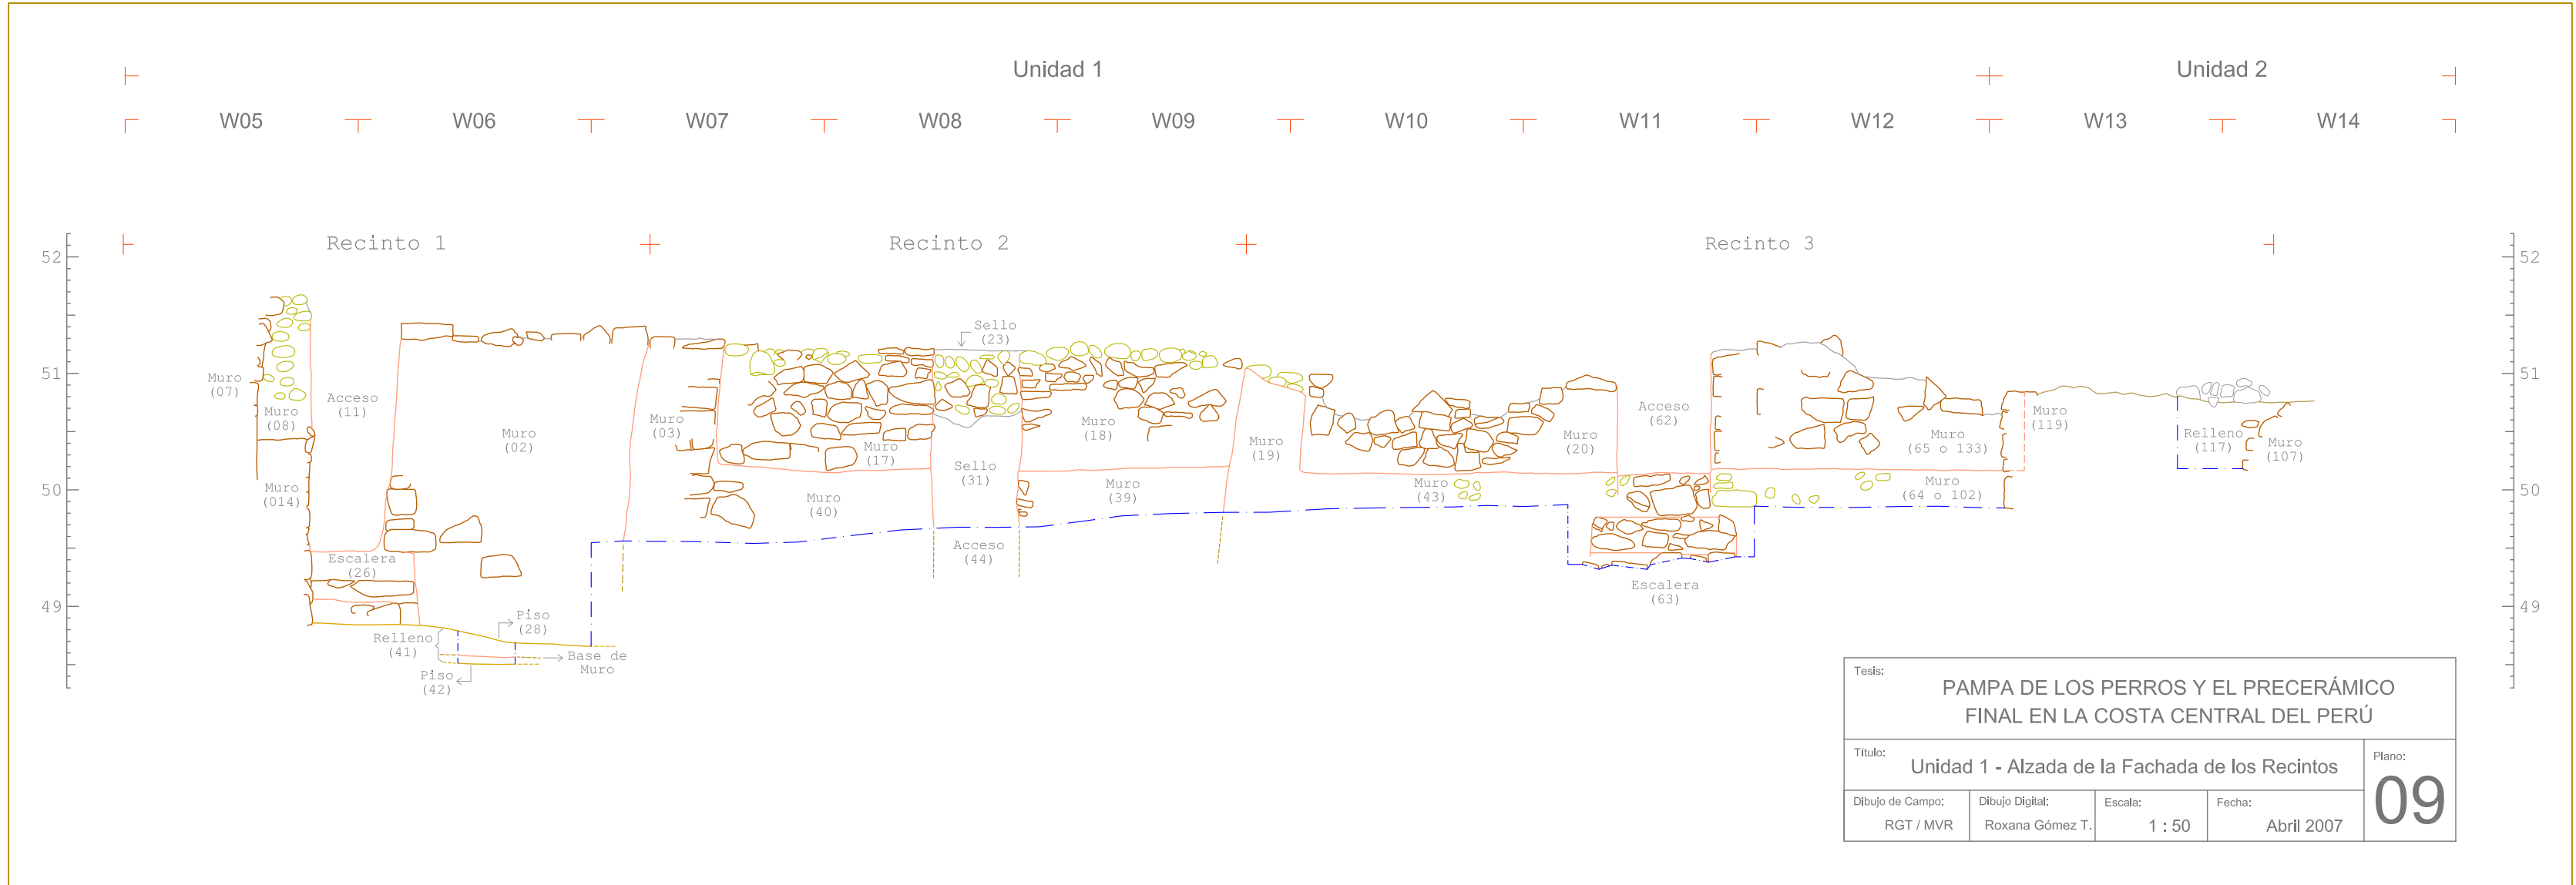 Unidad 1
Unidad 2
W05
W06
W07
W08
W09
W10
W11
W12
W13
W14
Recinto 1
Recinto 2
Recinto 3
52
51
50
49
52
51
50
49
Muro
(07)
Muro
(08)
Muro
(014)
Acceso
(11)
Escalera
(26)
Muro
(02)
Relleno
(41)
Piso
(28)
Base de
Muro
Piso
(42)
Muro
(03)
Muro
(17)
Muro
(40)
Sello
(23)
Sello
(31)
Acceso
(44)
Muro
(18)
Muro
(39)
Muro
(19)
Muro
(43)
Muro
(20)
Acceso
(62)
Escalera
(63)
Muro
(65 o 133)
Muro
(64 o 102)
Muro
(119)
Relleno
(117)
Muro
(107)
Tesis:
PAMPA DE LOS PERROS Y EL PRECERÁMICO
FINAL EN LA COSTA CENTRAL DEL PERÚ
Título:
Unidad 1 - Alzada de la Fachada de los Recintos
Plano:
09
Dibujo de Campo:
RGT / MVR
Dibujo Digital:
Roxana Gómez T.
Escala:
1 : 50
Fecha:
Abril 2007